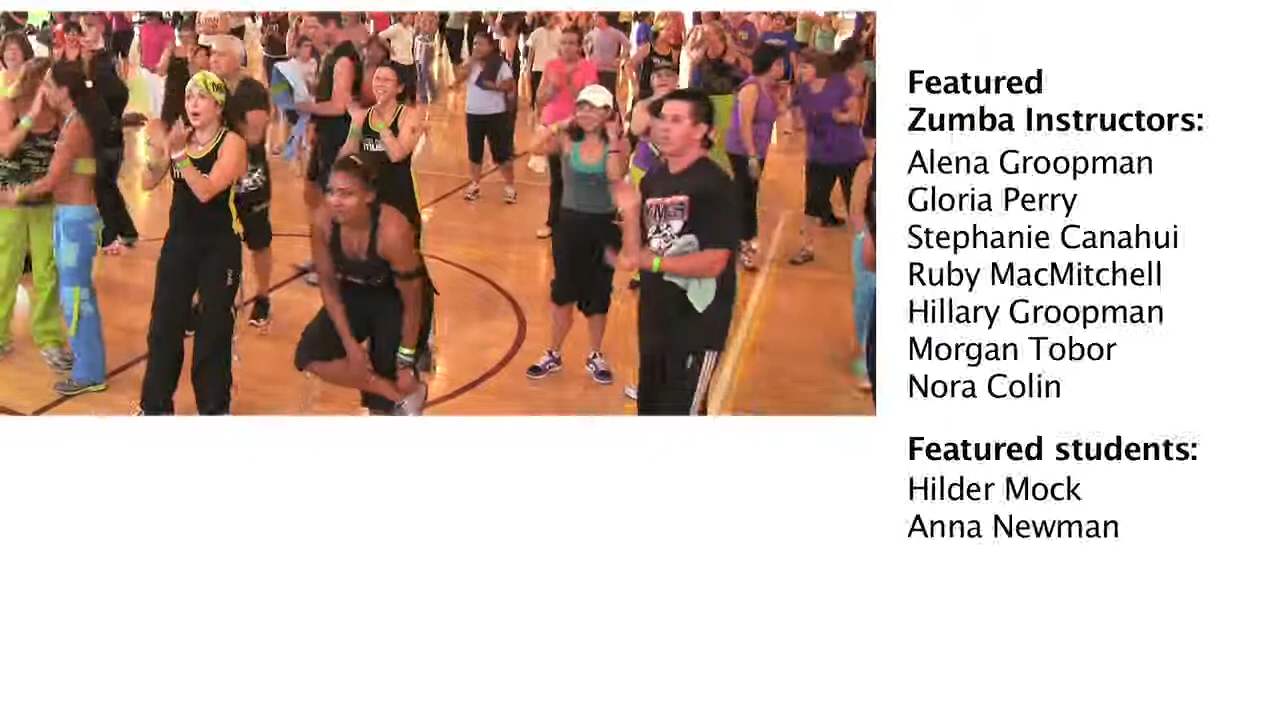 Featured
Zumba Instructors:
Alena Groopman
Gloria Perry
Stephanie Canahui
Ruby MacMitchell
Hillary Groopman
Morgan Tobor
Nora Colin
Featured students:
Hilder Mock
Anna Newman